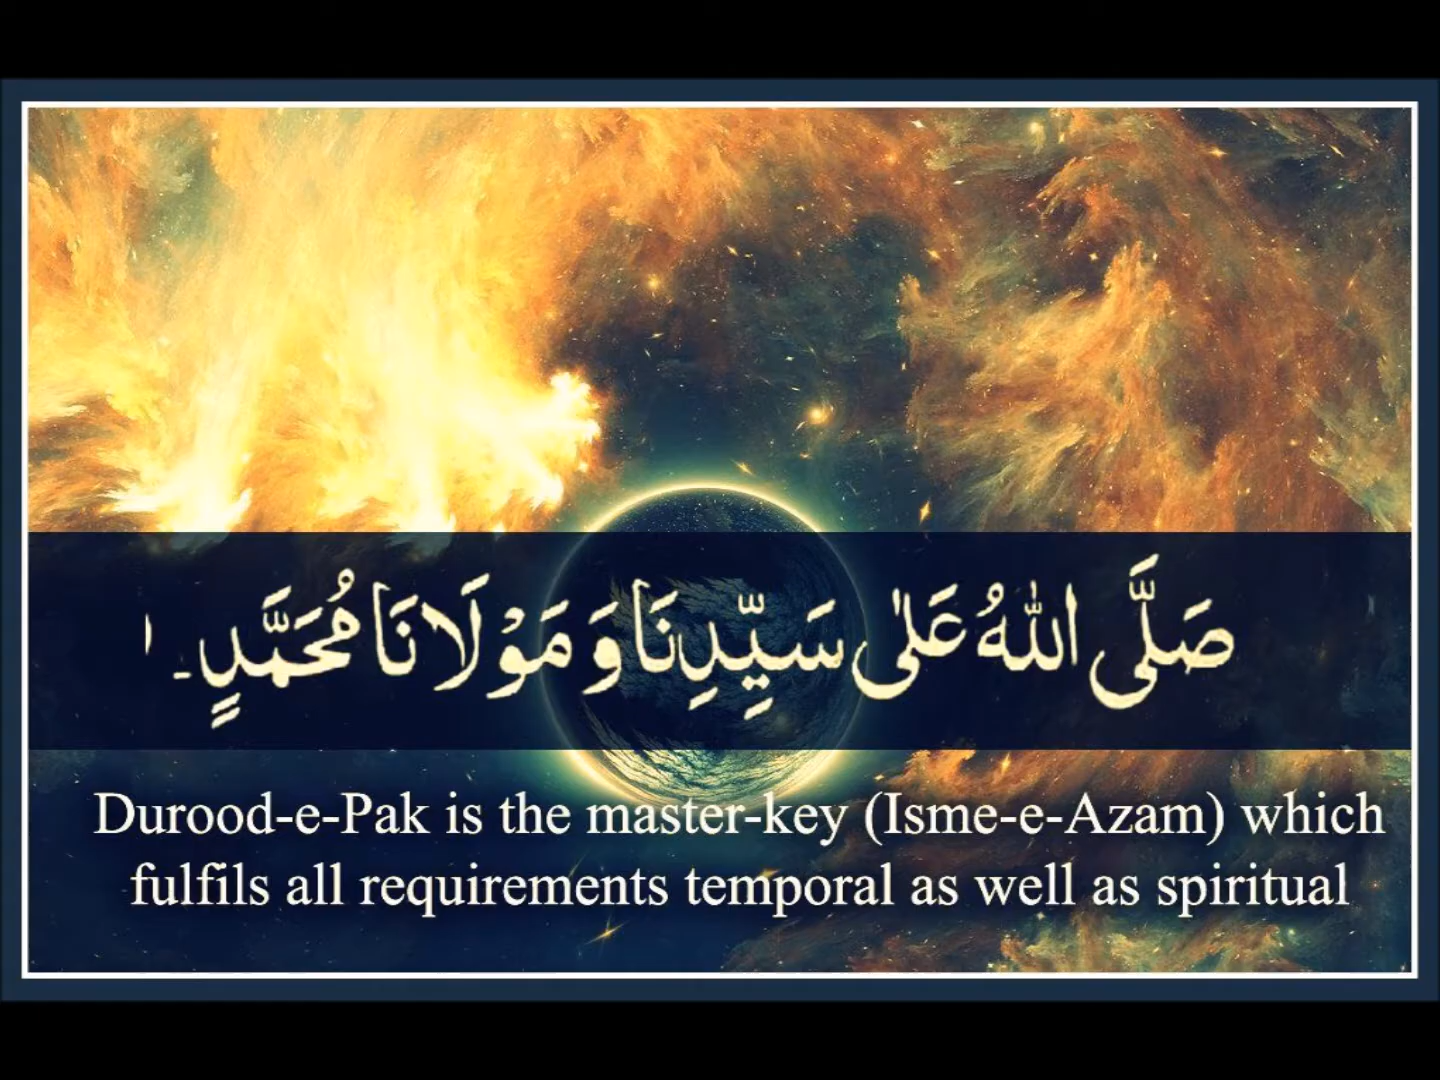 صَلَّى اللّٰهُ عَلٰى سَيِّدِنَا وَ مَوْلَانَا مُحَمَّدٍ۔ ١
Durood-e-Pak is the master-key (Isme-e-Azam) which
fulfils all requirements temporal as well as spiritual